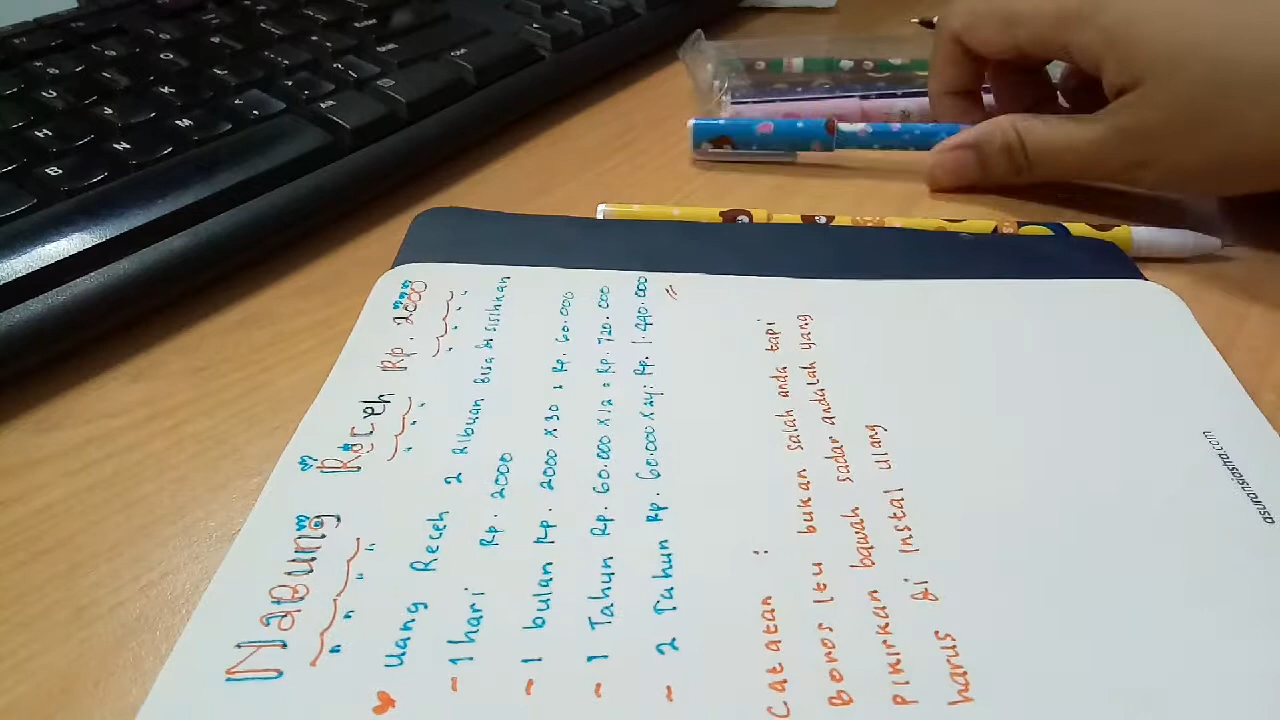 Nabung Receh Rp. 2000
Uang Receh 2 Ribuan Bisa di sisihkan
- 1 hari Rp. 2000
- 1 bulan Rp. 2000 x 30 = Rp. 60.000
- 1 Tahun Rp. 60.000 x 12 = Rp. 720.000
- 2 Tahun Rp. 60.000 x 24 = Rp. 1.440.000
Catatan :
Boros itu bukan salah anda tapi
Pikirkan bawah sadar andalah yang
harus di instal ulang
asuransiastra.com